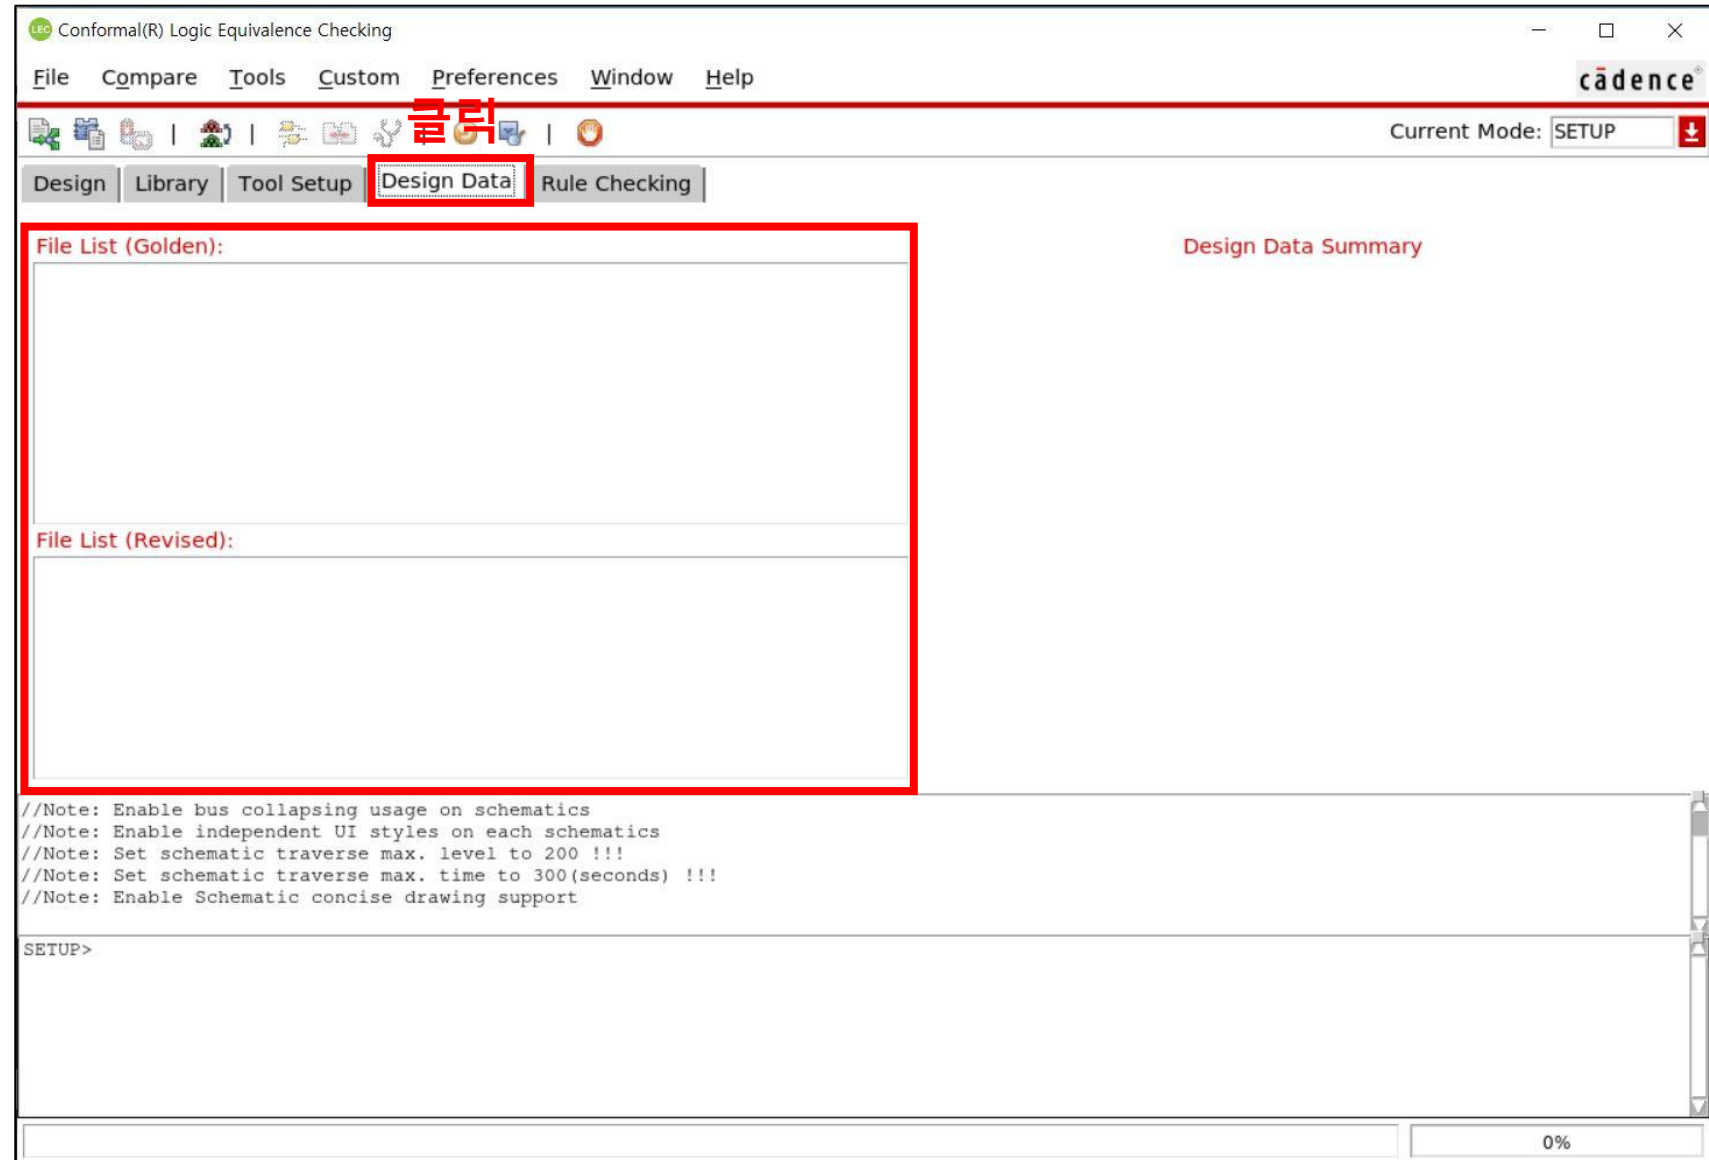 LEC Conformal(R) Logic Equivalence Checking
File Compare Tools Custom Preferences Window Help
cādence®
클릭
Current Mode: SETUP
Design Library Tool Setup Design Data Rule Checking
File List (Golden):
Design Data Summary
File List (Revised):
//Note: Enable bus collapsing usage on schematics
//Note: Enable independent UI styles on each schematics
//Note: Set schematic traverse max. level to 200 !!!
//Note: Set schematic traverse max. time to 300(seconds) !!!
//Note: Enable Schematic concise drawing support
SETUP>
0%